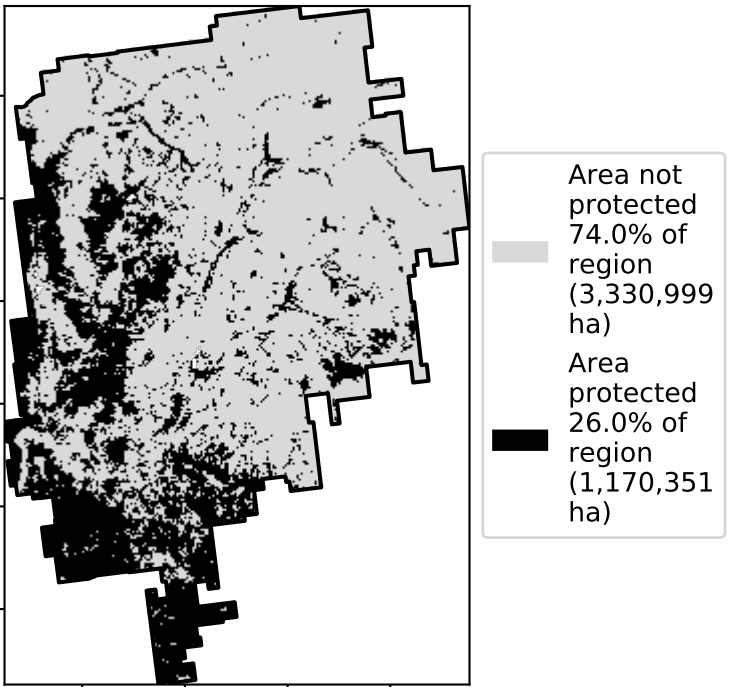 Area not
protected
74.0% of
region
(3,330,999
ha)
Area
protected
26.0% of
region
(1,170,351
ha)